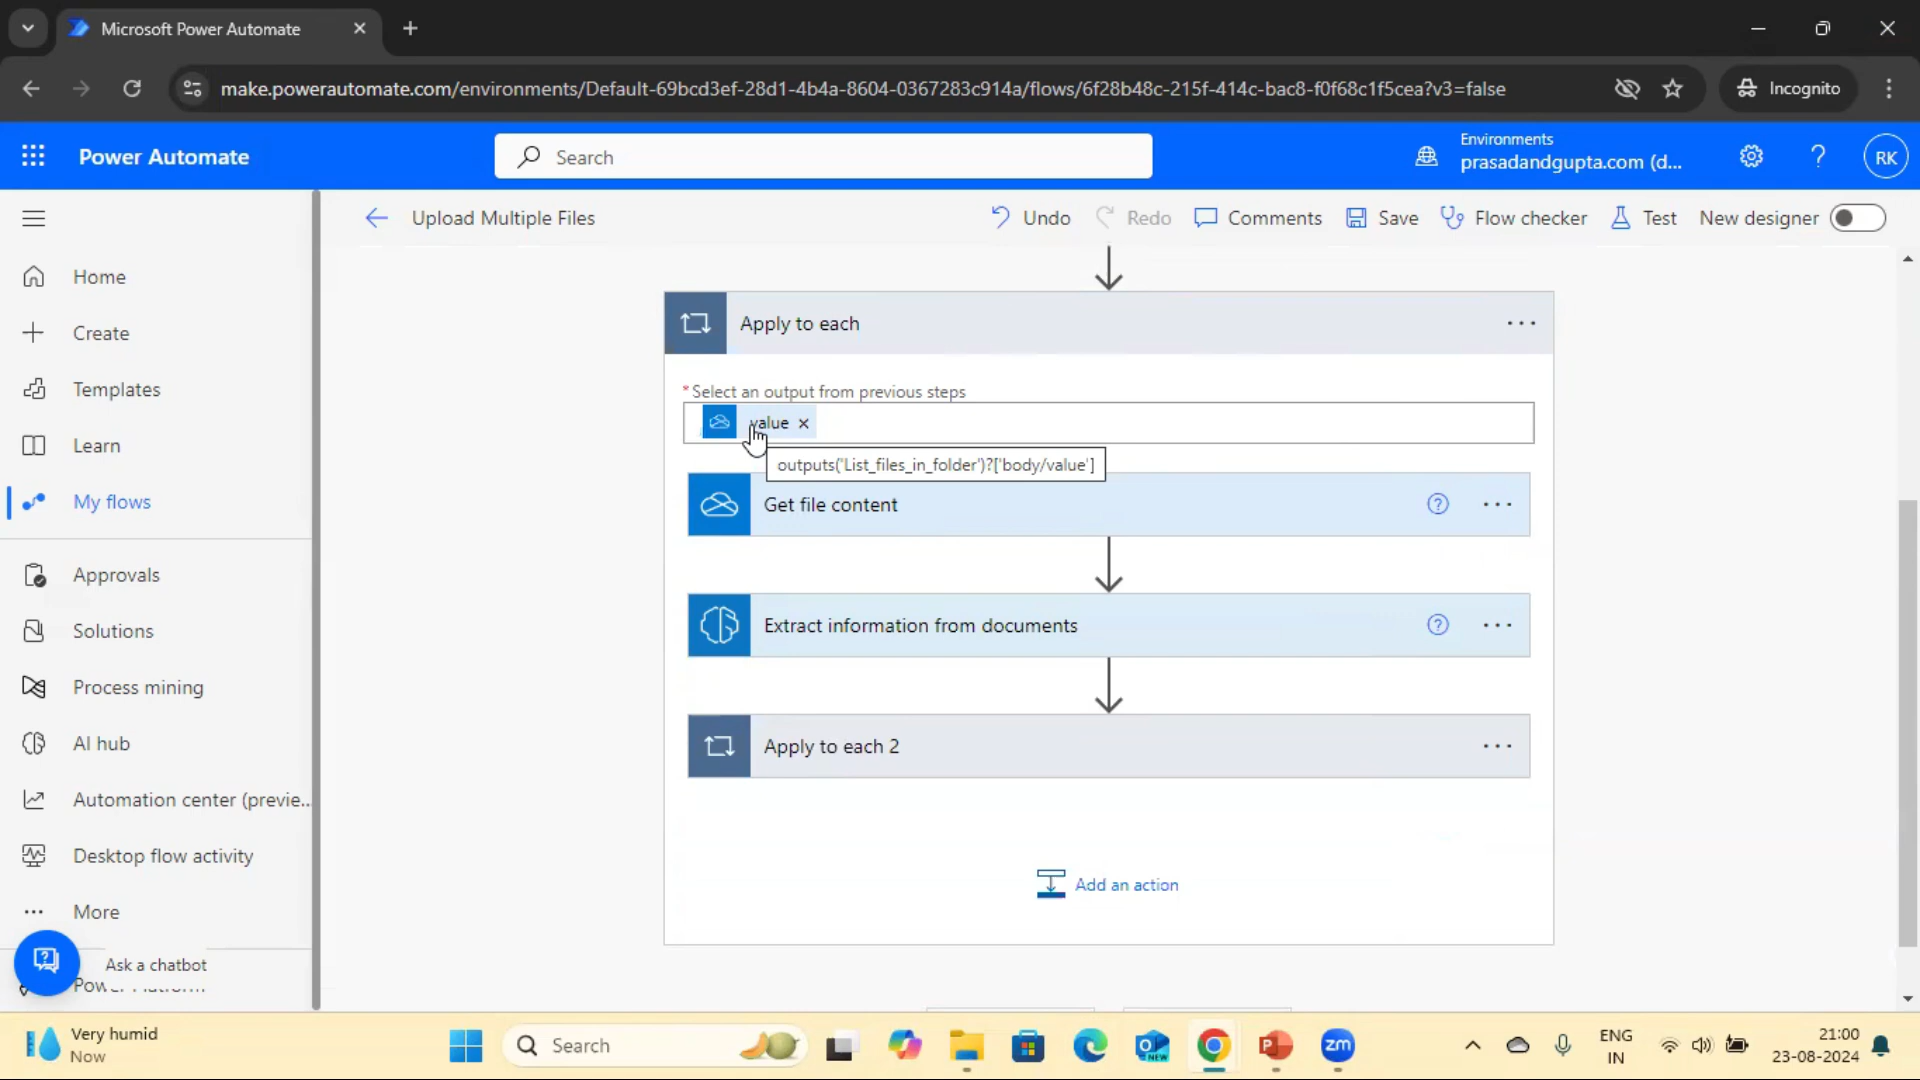 Microsoft Power Automate
make.powerautomate.com/environments/Default-69bcd3ef-28d1-4b4a-8604-0367283c914a/flows/6f28b48c-215f-414c-bac8-f0f68c1f5cea?v3=false
Incognito
Power Automate
Search
Environments
prasadandgupta.com (d...
RK
Upload Multiple Files
Undo
Redo
Comments
Save
Flow checker
Test
New designer
Home
Create
Templates
Learn
My flows
Approvals
Solutions
Process mining
AI hub
Automation center (previe...
Desktop flow activity
More
Ask a chatbot
Apply to each
* Select an output from previous steps
value
outputs('List_files_in_folder')?['body/value']
Get file content
Extract information from documents
Apply to each 2
Add an action
Very humid
Now
Search
NEW
zm
ENG
IN
21:00
23-08-2024